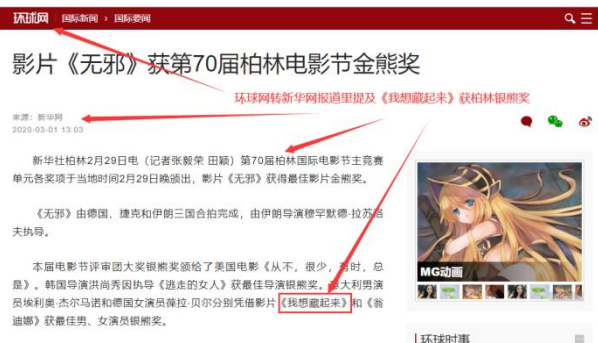 环球网 国际新闻 › 国际要闻
影片《无邪》获第70届柏林电影节金熊奖
环球网转新华网报道里提及《我想藏起来》获柏林银熊奖
来源：新华网
2020-03-01 13:03
新华社柏林2月29日电（记者张毅荣 田颖）第70届柏林国际电影节主竞赛
单元各奖项于当地时间2月29日晚颁出，影片《无邪》获得最佳影片金熊奖。
《无邪》由德国、捷克和伊朗三国合拍完成，由伊朗导演穆罕默德·拉苏洛
夫执导。
本届电影节评审团大奖银熊奖颁给了美国电影《从不，很少，有时，总
是》。韩国导演洪尚秀因执导《逃走的女人》获最佳导演银熊奖。意大利男演
员埃利奥·杰尔马诺和德国女演员葆拉·贝尔分别凭借影片《我想藏起来》和《翁
迪娜》获最佳男、女演员银熊奖。
MG动画
环球时事